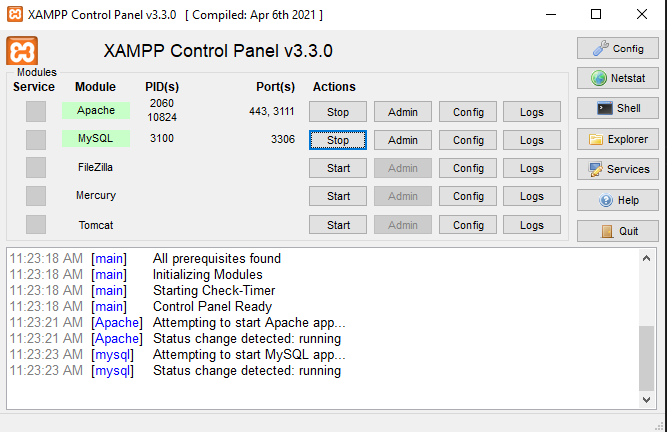 XAMPP Control Panel v3.3.0 [ Compiled: Apr 6th 2021 ]
XAMPP Control Panel v3.3.0
Config
Modules
Service Module PID(s) Port(s) Actions
Netstat
Apache 2060 10824 443, 3111 Stop Admin Config Logs
Shell
MySQL 3100 3306 Stop Admin Config Logs
Explorer
FileZilla Start Admin Config Logs
Services
Mercury Start Admin Config Logs
Help
Tomcat Start Admin Config Logs
Quit
11:23:18 AM [main] All prerequisites found
11:23:18 AM [main] Initializing Modules
11:23:18 AM [main] Starting Check-Timer
11:23:18 AM [main] Control Panel Ready
11:23:21 AM [Apache] Attempting to start Apache app...
11:23:21 AM [Apache] Status change detected: running
11:23:23 AM [mysql] Attempting to start MySQL app...
11:23:23 AM [mysql] Status change detected: running